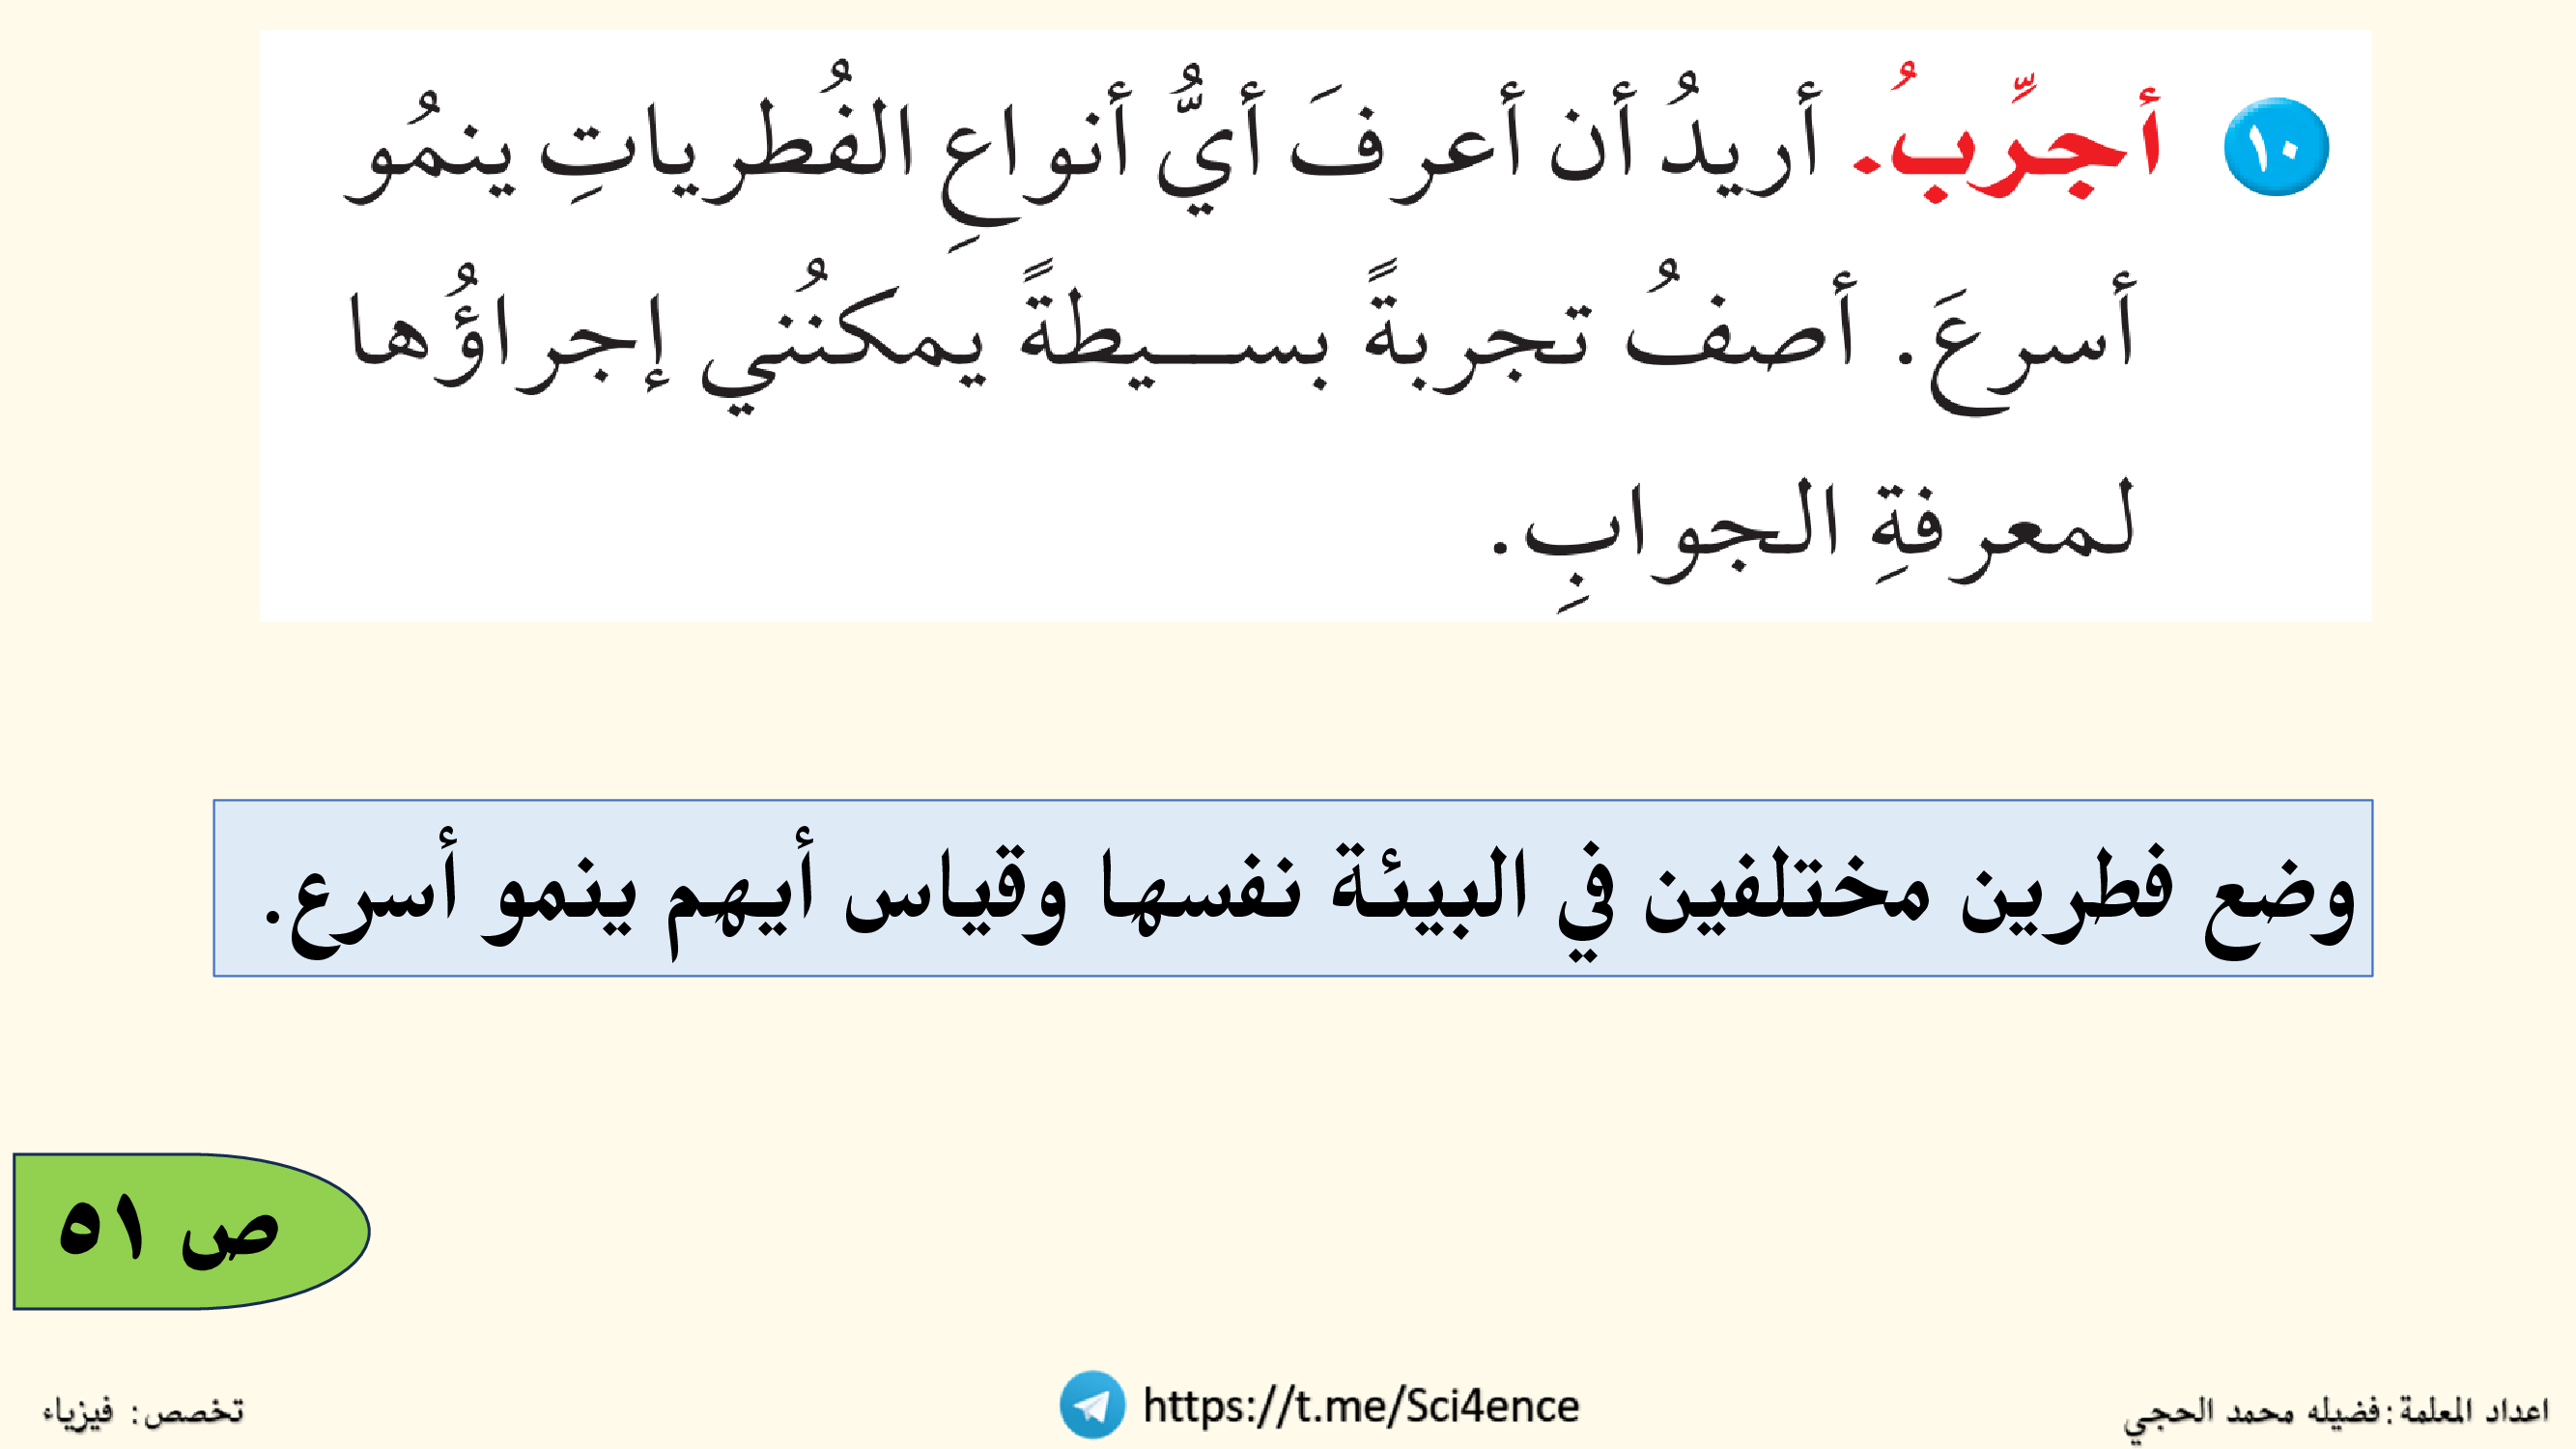 ١٠ أجرِّبُ. أريدُ أن أعرفَ أيُّ أنواعِ الفُطرياتِ ينمُو
أسرعَ. أصفُ تجربةً بسيطةً يمكنُني إجراؤُها
لمعرفةِ الجوابِ.
وضع فطرين مختلفين في البيئة نفسها وقياس أيهم ينمو أسرع.
ص ٥١
اعداد المعلمة:فضيله محمد الحجي
https://t.me/Sci4ence
تخصص: فيزياء